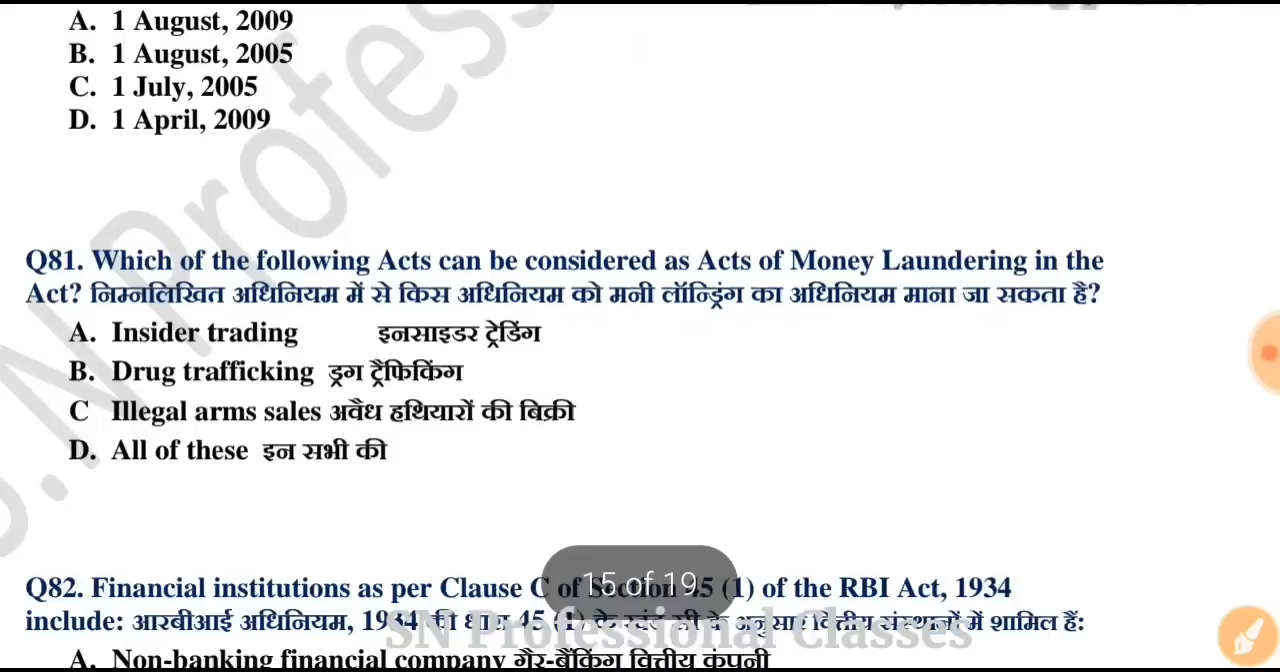 A. 1 August, 2009
B. 1 August, 2005
C. 1 July, 2005
D. 1 April, 2009
Q81. Which of the following Acts can be considered as Acts of Money Laundering in the
Act? निम्नलिखित अधिनियम में से किस अधिनियम को मनी लॉन्ड्रिंग का अधिनियम माना जा सकता है?
A. Insider trading इनसाइडर ट्रेडिंग
B. Drug trafficking ड्रग ट्रैफिकिंग
C Illegal arms sales अवैध हथियारों की बिक्री
D. All of these इन सभी की
Q82. Financial institutions as per Clause C of Section 45 (1) of the RBI Act, 1934
15 of 19
include: आरबीआई अधिनियम, 1934 की धारा 45 (1) के खंड सी के अनुसार वित्तीय संस्थानों में शामिल हैं:
SN Professional Classes
A. Non-banking financial company गैर-बैंकिंग वित्तीय कंपनी